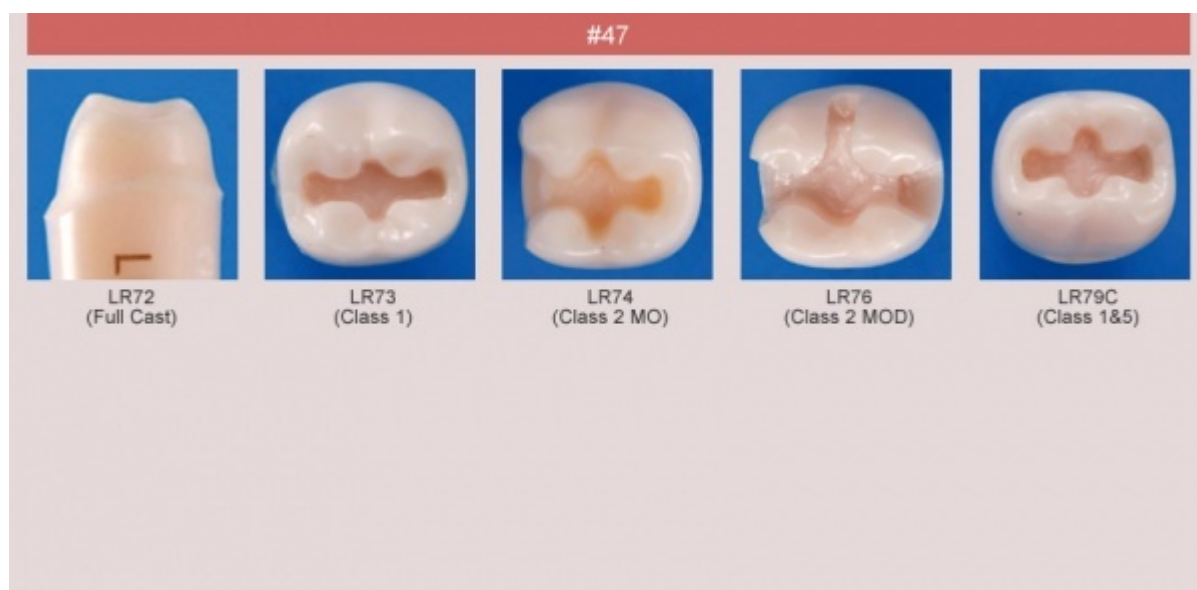 #47
LR72
(Full Cast)
LR73
(Class 1)
LR74
(Class 2 MO)
LR76
(Class 2 MOD)
LR79C
(Class 1&5)
L